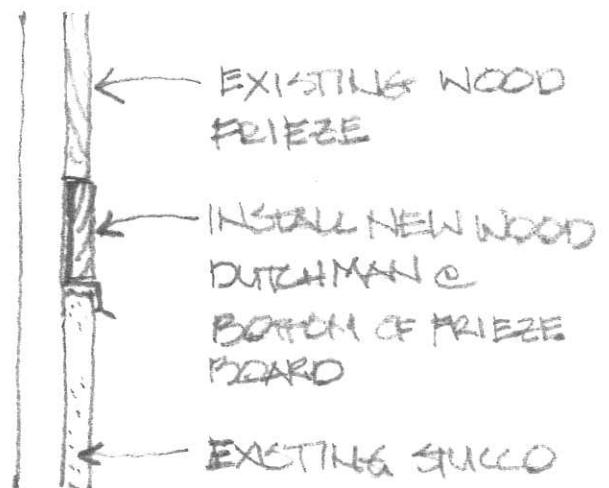 EXISTING WOOD
FRIEZE
INSTALL NEW WOOD
DUTCHMAN @
BOTTOM OF FRIEZE
BOARD
EXISTING STUCCO